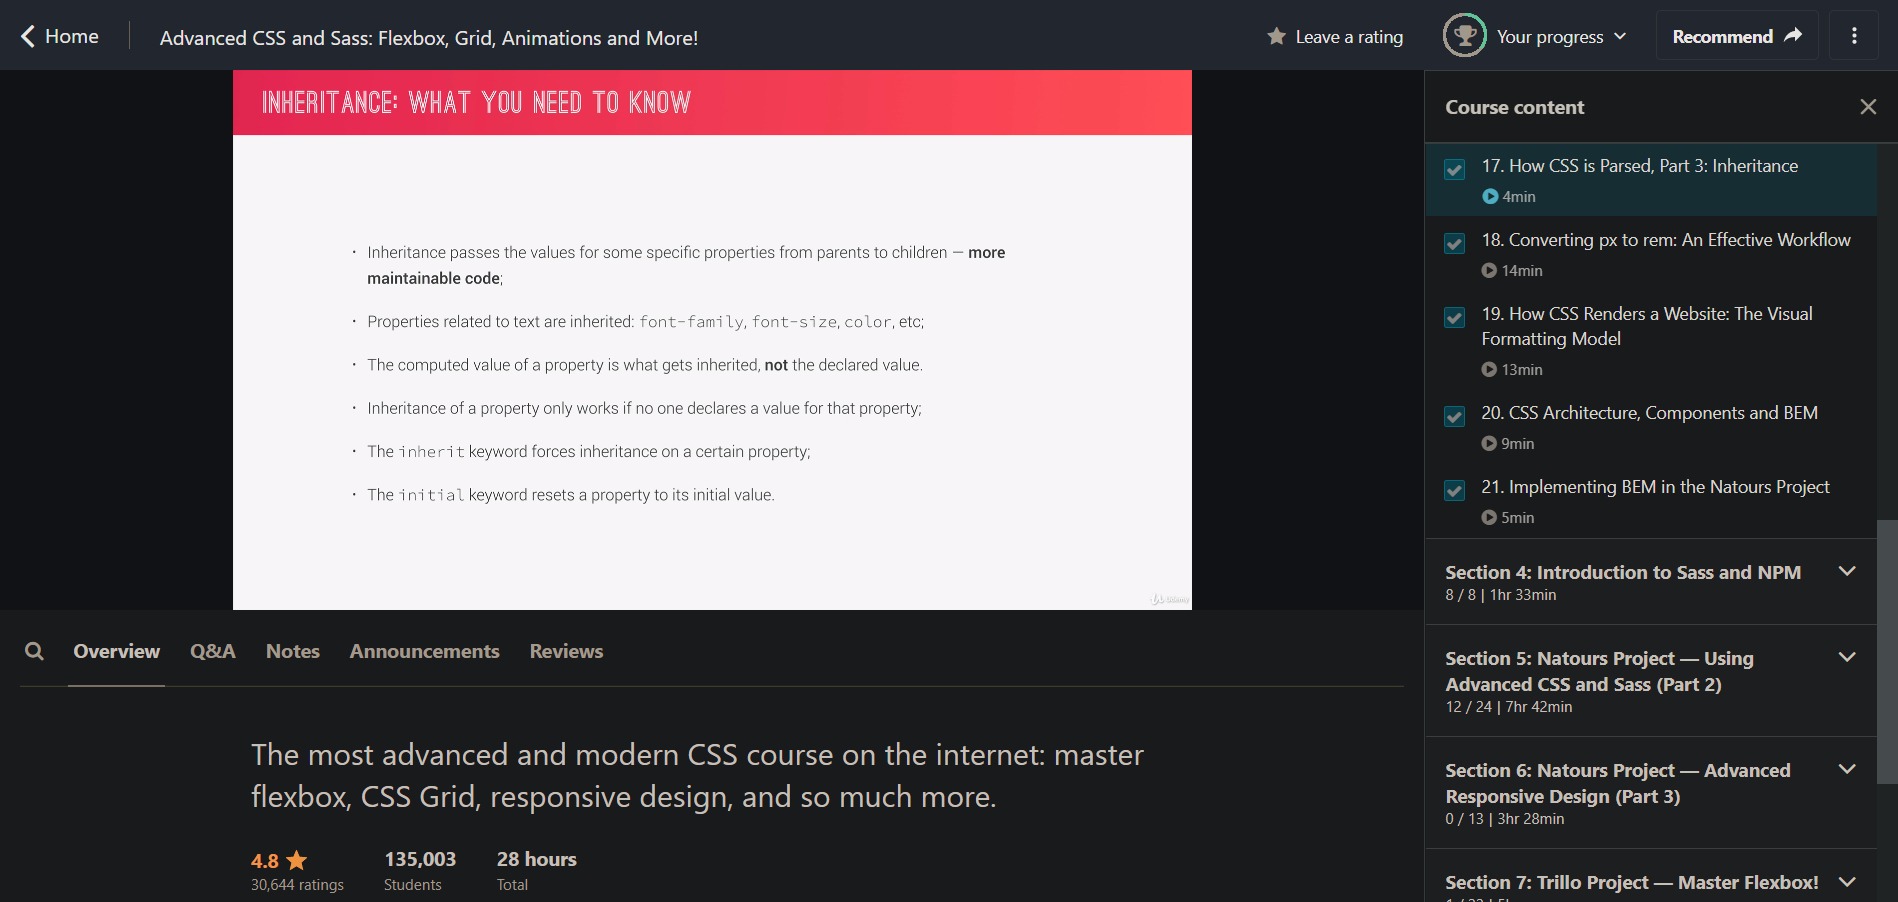 Home
Advanced CSS and Sass: Flexbox, Grid, Animations and More!
Leave a rating
Your progress
Recommend
INHERITANCE: WHAT YOU NEED TO KNOW
• Inheritance passes the values for some specific properties from parents to children — more
maintainable code;
• Properties related to text are inherited: font-family, font-size, color, etc;
• The computed value of a property is what gets inherited, not the declared value.
• Inheritance of a property only works if no one declares a value for that property;
• The inherit keyword forces inheritance on a certain property;
• The initial keyword resets a property to its initial value.
Udemy
Course content
17. How CSS is Parsed, Part 3: Inheritance
4min
18. Converting px to rem: An Effective Workflow
14min
19. How CSS Renders a Website: The Visual
Formatting Model
13min
20. CSS Architecture, Components and BEM
9min
21. Implementing BEM in the Natours Project
5min
Section 4: Introduction to Sass and NPM
8 / 8 | 1hr 33min
Section 5: Natours Project — Using
Advanced CSS and Sass (Part 2)
12 / 24 | 7hr 42min
Section 6: Natours Project — Advanced
Responsive Design (Part 3)
0 / 13 | 3hr 28min
Section 7: Trillo Project — Master Flexbox!
Overview
Q&A
Notes
Announcements
Reviews
The most advanced and modern CSS course on the internet: master
flexbox, CSS Grid, responsive design, and so much more.
4.8
30,644 ratings
135,003
Students
28 hours
Total